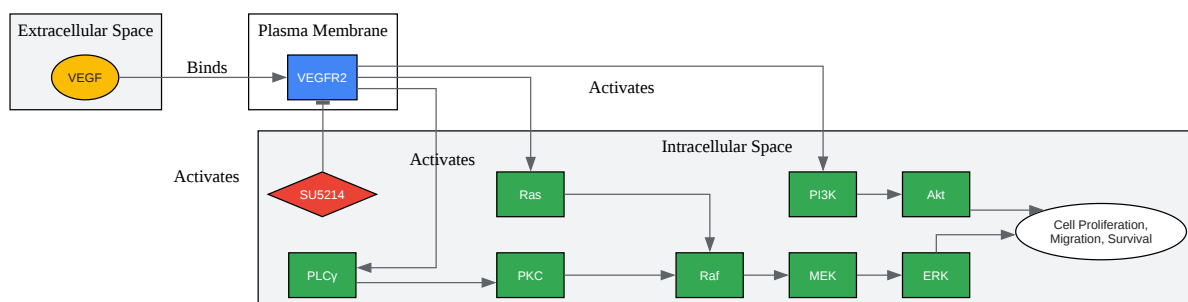 Extracellular Space
Plasma Membrane
VEGF
Binds
VEGFR2
Activates
Intracellular Space
Activates
Activates
SU5214
Ras
PI3K
Akt
Cell Proliferation,
Migration, Survival
PLCγ
PKC
Raf
MEK
ERK